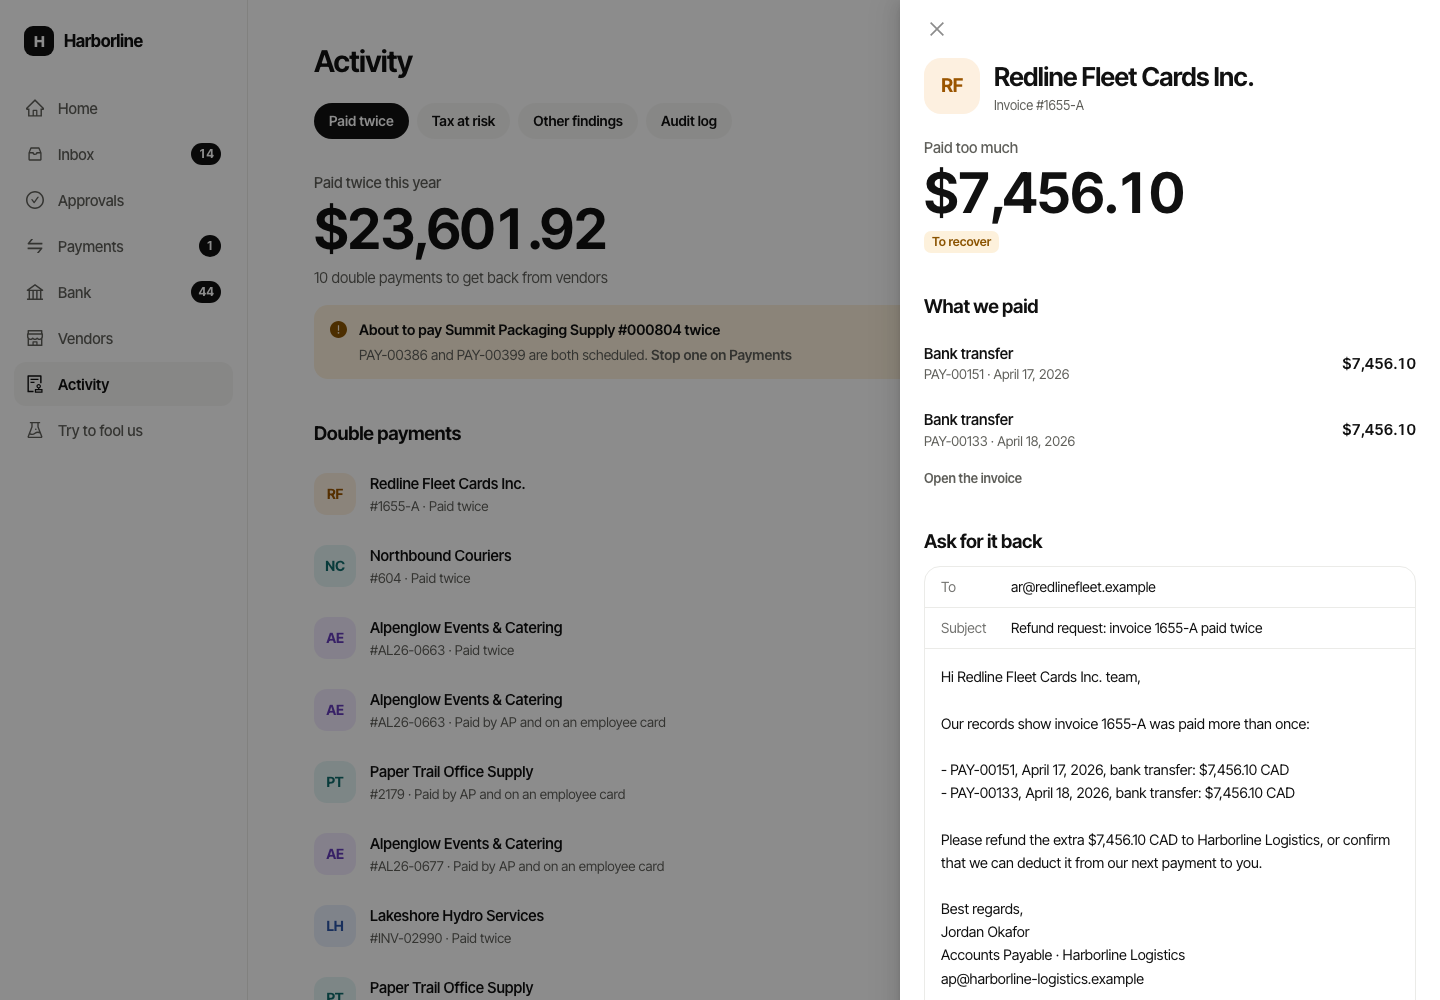 H Harborline
Home
Inbox 14
Approvals
Payments 1
Bank 44
Vendors
Activity
Try to fool us
Activity
Paid twice Tax at risk Other findings Audit log
Paid twice this year
$23,601.92
10 double payments to get back from vendors
About to pay Summit Packaging Supply #000804 twice
PAY-00386 and PAY-00399 are both scheduled. Stop one on Payments
Double payments
RF Redline Fleet Cards Inc.
#1655-A · Paid twice
NC Northbound Couriers
#604 · Paid twice
AE Alpenglow Events & Catering
#AL26-0663 · Paid twice
AE Alpenglow Events & Catering
#AL26-0663 · Paid by AP and on an employee card
PT Paper Trail Office Supply
#2179 · Paid by AP and on an employee card
AE Alpenglow Events & Catering
#AL26-0677 · Paid by AP and on an employee card
LH Lakeshore Hydro Services
#INV-02990 · Paid twice
PT Paper Trail Office Supply
RF Redline Fleet Cards Inc.
Invoice #1655-A
Paid too much
$7,456.10
To recover
What we paid
Bank transfer $7,456.10
PAY-00151 · April 17, 2026
Bank transfer $7,456.10
PAY-00133 · April 18, 2026
Open the invoice
Ask for it back
To ar@redlinefleet.example
Subject Refund request: invoice 1655-A paid twice
Hi Redline Fleet Cards Inc. team,
Our records show invoice 1655-A was paid more than once:
- PAY-00151, April 17, 2026, bank transfer: $7,456.10 CAD
- PAY-00133, April 18, 2026, bank transfer: $7,456.10 CAD
Please refund the extra $7,456.10 CAD to Harborline Logistics, or confirm
that we can deduct it from our next payment to you.
Best regards,
Jordan Okafor
Accounts Payable · Harborline Logistics
ap@harborline-logistics.example